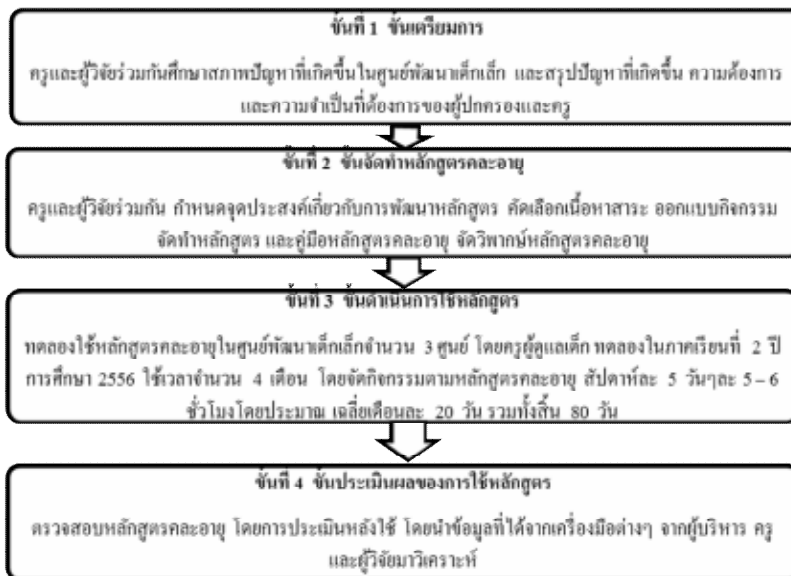 ขั้นที่ 1 ขั้นเตรียมการ
ครูและผู้วิจัยร่วมกันศึกษาสภาพปัญหาที่เกิดขึ้นในศูนย์พัฒนาเด็กเล็ก และสรุปปัญหาที่เกิดขึ้น ความต้องการ
และความจำเป็นที่ต้องการของผู้ปกครองและครู
ขั้นที่ 2 ขั้นจัดทำหลักสูตรคละอายุ
ครูและผู้วิจัยร่วมกัน กำหนดจุดประสงค์เกี่ยวกับการพัฒนาหลักสูตร คัดเลือกเนื้อหาสาระ ออกแบบกิจกรรม
จัดทำหลักสูตร และคู่มือหลักสูตรคละอายุ จัดวิพากษ์หลักสูตรคละอายุ
ขั้นที่ 3 ขั้นดำเนินการใช้หลักสูตร
ทดลองใช้หลักสูตรคละอายุในศูนย์พัฒนาเด็กเล็กจำนวน 3 ศูนย์ โดยครูผู้ดูแลเด็ก ทดลองในภาคเรียนที่ 2 ปี
การศึกษา 2556 ใช้เวลาจำนวน 4 เดือน โดยจัดกิจกรรมตามหลักสูตรคละอายุ สัปดาห์ละ 5 วันๆละ 5 – 6
ชั่วโมงโดยประมาณ เฉลี่ยเดือนละ 20 วัน รวมทั้งสิ้น 80 วัน
ขั้นที่ 4 ขั้นประเมินผลของการใช้หลักสูตร
ตรวจสอบหลักสูตรคละอายุ โดยการประเมินหลังใช้ โดยนำข้อมูลที่ได้จากเครื่องมือต่างๆ จากผู้บริหาร ครู
และผู้วิจัยมาวิเคราะห์